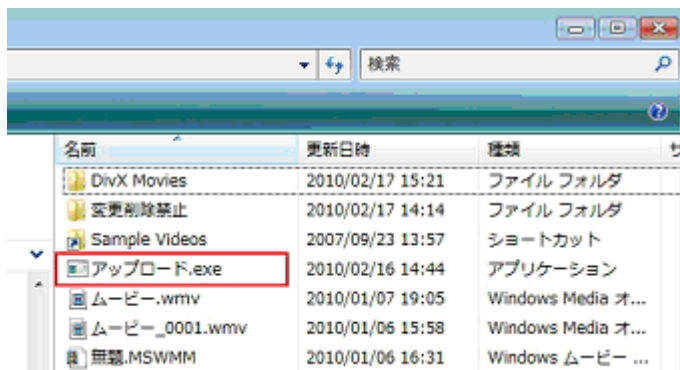 検索
名前 更新日時 種類 サ
DivX Movies 2010/02/17 15:21 ファイル フォルダ
変更削除禁止 2010/02/17 14:14 ファイル フォルダ
Sample Videos 2007/09/23 13:57 ショートカット
アップロード.exe 2010/02/16 14:44 アプリケーション
ムービー.wmv 2010/01/07 19:05 Windows Media オ...
ムービー_0001.wmv 2010/01/06 15:58 Windows Media オ...
無題.MSWMM 2010/01/06 16:31 Windows ムービー ...